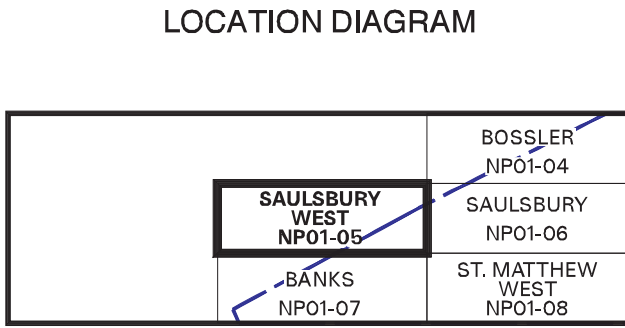 LOCATION DIAGRAM
BOSSLER
NP01-04
SAULSBURY
WEST
NP01-05
SAULSBURY
NP01-06
BANKS
NP01-07
ST. MATTHEW
WEST
NP01-08